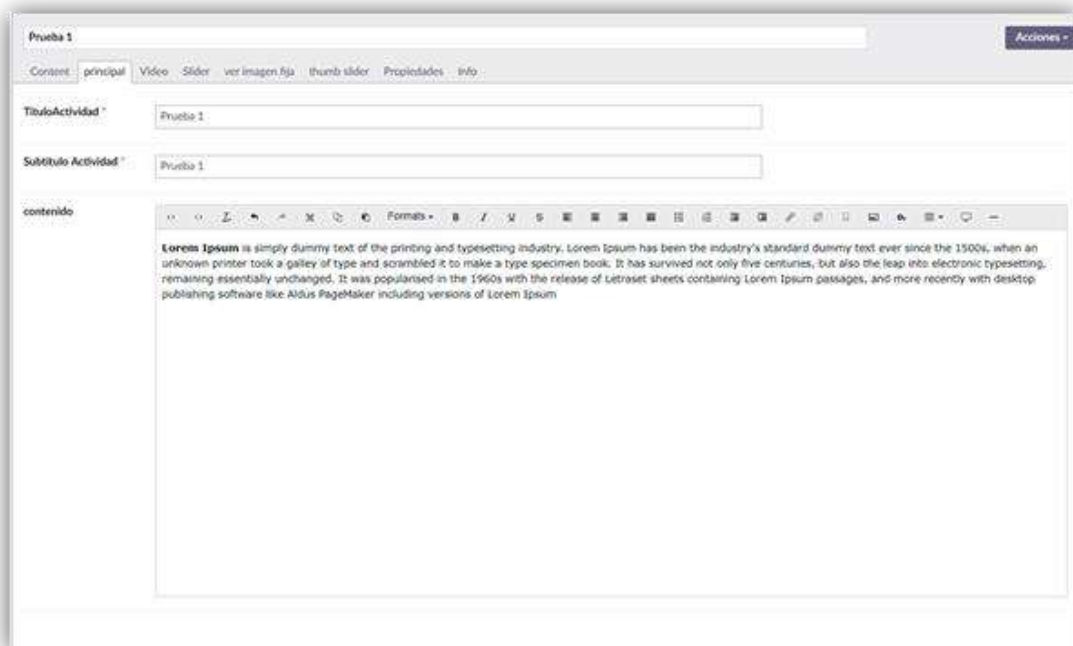 Prueba 1
Acciones
Content principal Video Slider ver imagen fija thumb slider Propiedades Info
TituloActividad *
Prueba 1
Subtitulo Actividad *
Prueba 1
contenido
Formats B I U S
Lorem Ipsum is simply dummy text of the printing and typesetting industry. Lorem Ipsum has been the industry's standard dummy text ever since the 1500s, when an
unknown printer took a galley of type and scrambled it to make a type specimen book. It has survived not only five centuries, but also the leap into electronic typesetting,
remaining essentially unchanged. It was popularised in the 1960s with the release of Letraset sheets containing Lorem Ipsum passages, and more recently with desktop
publishing software like Aldus PageMaker including versions of Lorem Ipsum